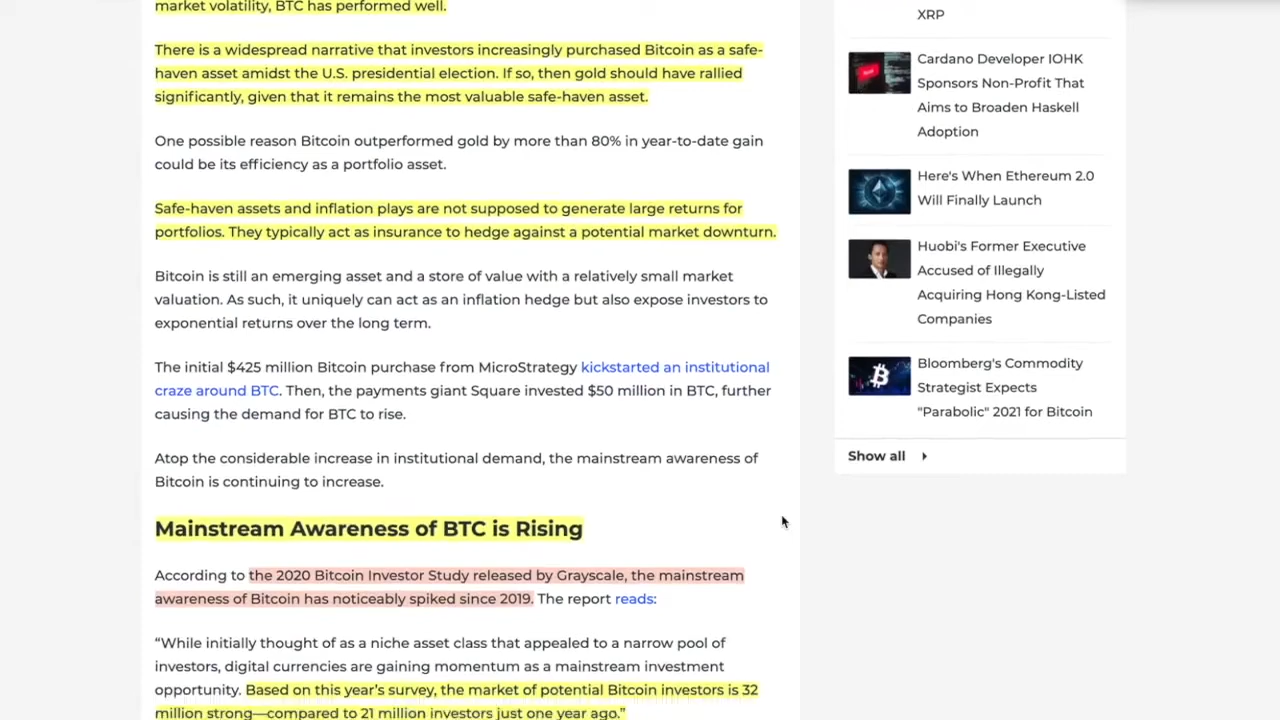 market volatility, BTC has performed well.
There is a widespread narrative that investors increasingly purchased Bitcoin as a safe-
haven asset amidst the U.S. presidential election. If so, then gold should have rallied
significantly, given that it remains the most valuable safe-haven asset.
One possible reason Bitcoin outperformed gold by more than 80% in year-to-date gain
could be its efficiency as a portfolio asset.
Safe-haven assets and inflation plays are not supposed to generate large returns for
portfolios. They typically act as insurance to hedge against a potential market downturn.
Bitcoin is still an emerging asset and a store of value with a relatively small market
valuation. As such, it uniquely can act as an inflation hedge but also expose investors to
exponential returns over the long term.
The initial $425 million Bitcoin purchase from MicroStrategy kickstarted an institutional
craze around BTC. Then, the payments giant Square invested $50 million in BTC, further
causing the demand for BTC to rise.
Atop the considerable increase in institutional demand, the mainstream awareness of
Bitcoin is continuing to increase.
Mainstream Awareness of BTC is Rising
According to the 2020 Bitcoin Investor Study released by Grayscale, the mainstream
awareness of Bitcoin has noticeably spiked since 2019. The report reads:
“While initially thought of as a niche asset class that appealed to a narrow pool of
investors, digital currencies are gaining momentum as a mainstream investment
opportunity. Based on this year’s survey, the market of potential Bitcoin investors is 32
million strong—compared to 21 million investors just one year ago.”
XRP
Cardano Developer IOHK
Sponsors Non-Profit That
Aims to Broaden Haskell
Adoption
Here's When Ethereum 2.0
Will Finally Launch
Huobi's Former Executive
Accused of Illegally
Acquiring Hong Kong-Listed
Companies
Bloomberg's Commodity
Strategist Expects
"Parabolic" 2021 for Bitcoin
Show all